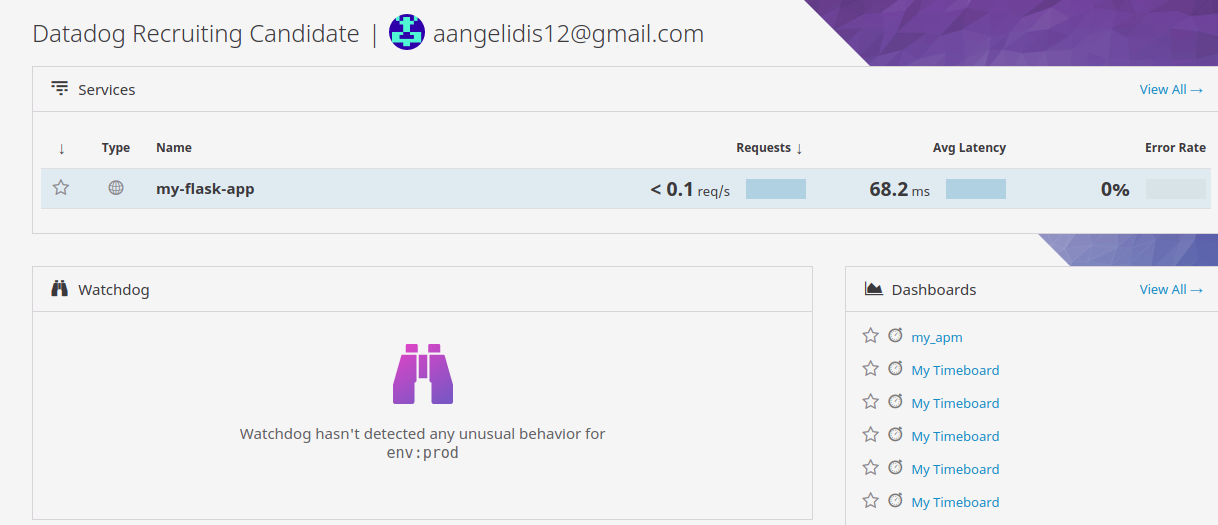 Datadog Recruiting Candidate | aangelidis12@gmail.com
Services View All →
↓ Type Name Requests ↓ Avg Latency Error Rate
my-flask-app < 0.1 req/s 68.2 ms 0%
Watchdog
Watchdog hasn't detected any unusual behavior for
env:prod
Dashboards View All →
my_apm
My Timeboard
My Timeboard
My Timeboard
My Timeboard
My Timeboard